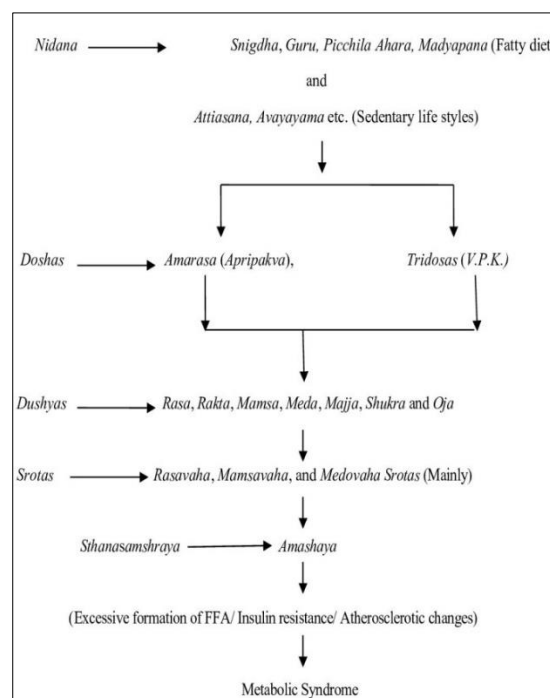 Nidana Snigdha, Guru, Picchila Ahara, Madyapana (Fatty diet
and
Attiasana, Avayayama etc. (Sedentary life styles)
Doshas Amarasa (Apripakva), Tridosas (V.P.K.)
Dushyas Rasa, Rakta, Mamsa, Meda, Majja, Shukra and Oja
Srotas Rasavaha, Mamsavaha, and Medovaha Srotas (Mainly)
Sthanasamshraya Amashaya
(Excessive formation of FFA/ Insulin resistance/ Atherosclerotic changes)
Metabolic Syndrome